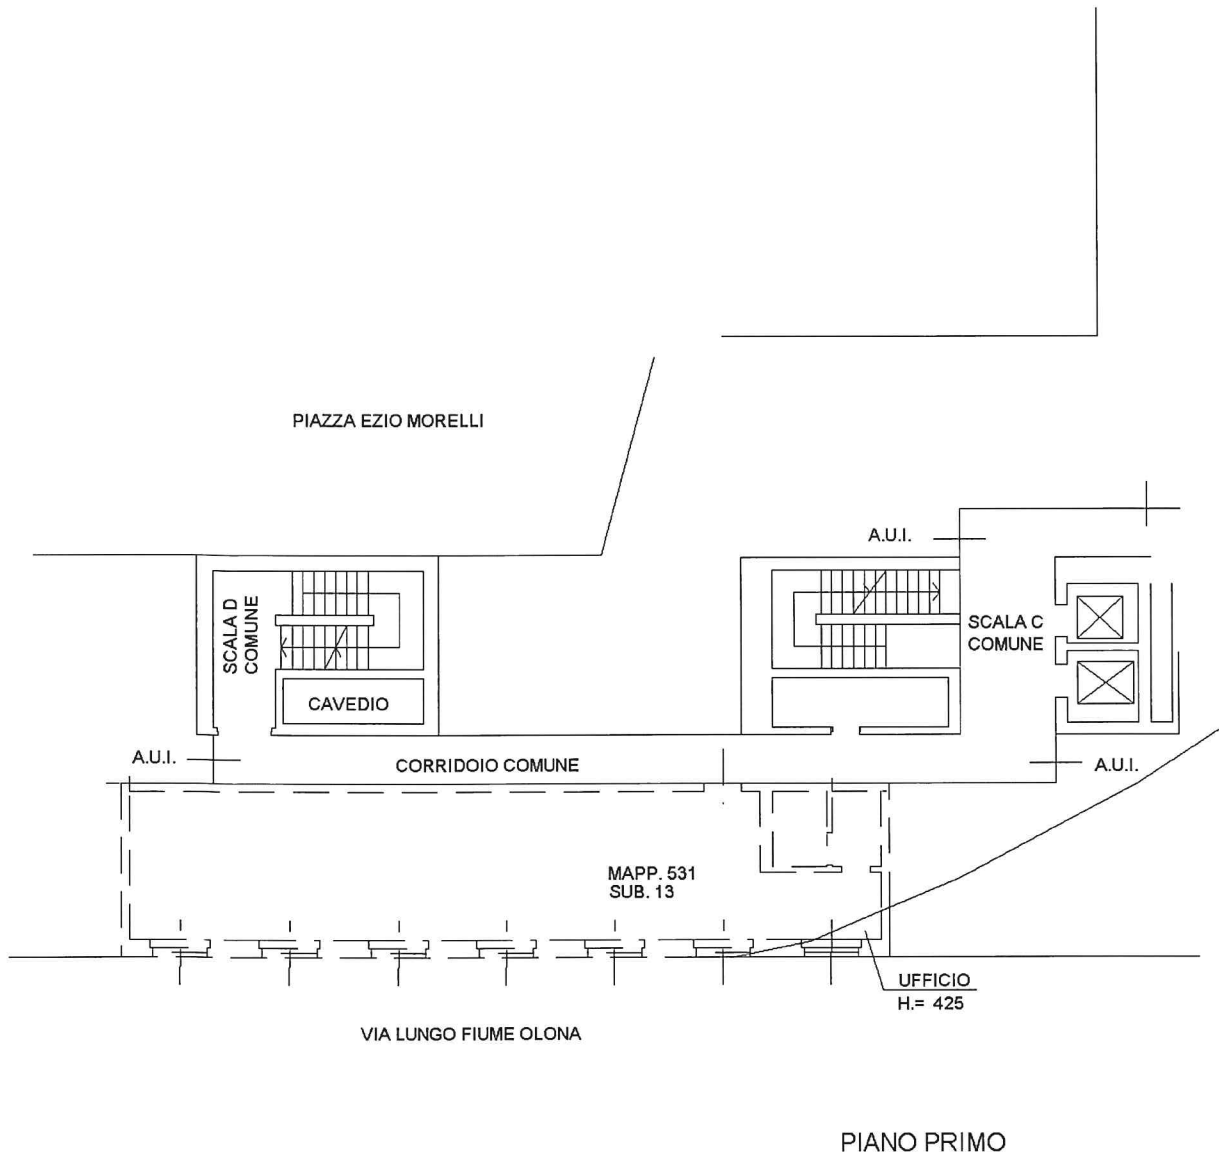 PIAZZA EZIO MORELLI
A.U.I.
SCALA D
COMUNE
SCALA C
COMUNE
CAVEDIO
A.U.I.
CORRIDOIO COMUNE
A.U.I.
MAPP. 531
SUB. 13
UFFICIO
H.= 425
VIA LUNGO FIUME OLONA
PIANO PRIMO